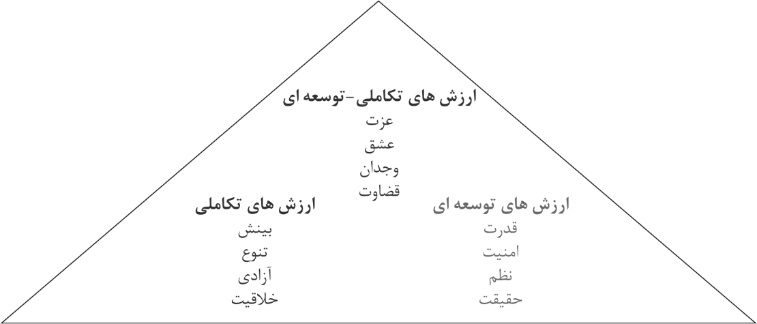 ارزش های تکاملی-توسعه ای
عزت
عشق
وجدان
قضاوت
ارزش های توسعه ای
قدرت
امنیت
نظم
حقیقت
ارزش های تکاملی
بینش
تنوع
آزادی
خلاقیت